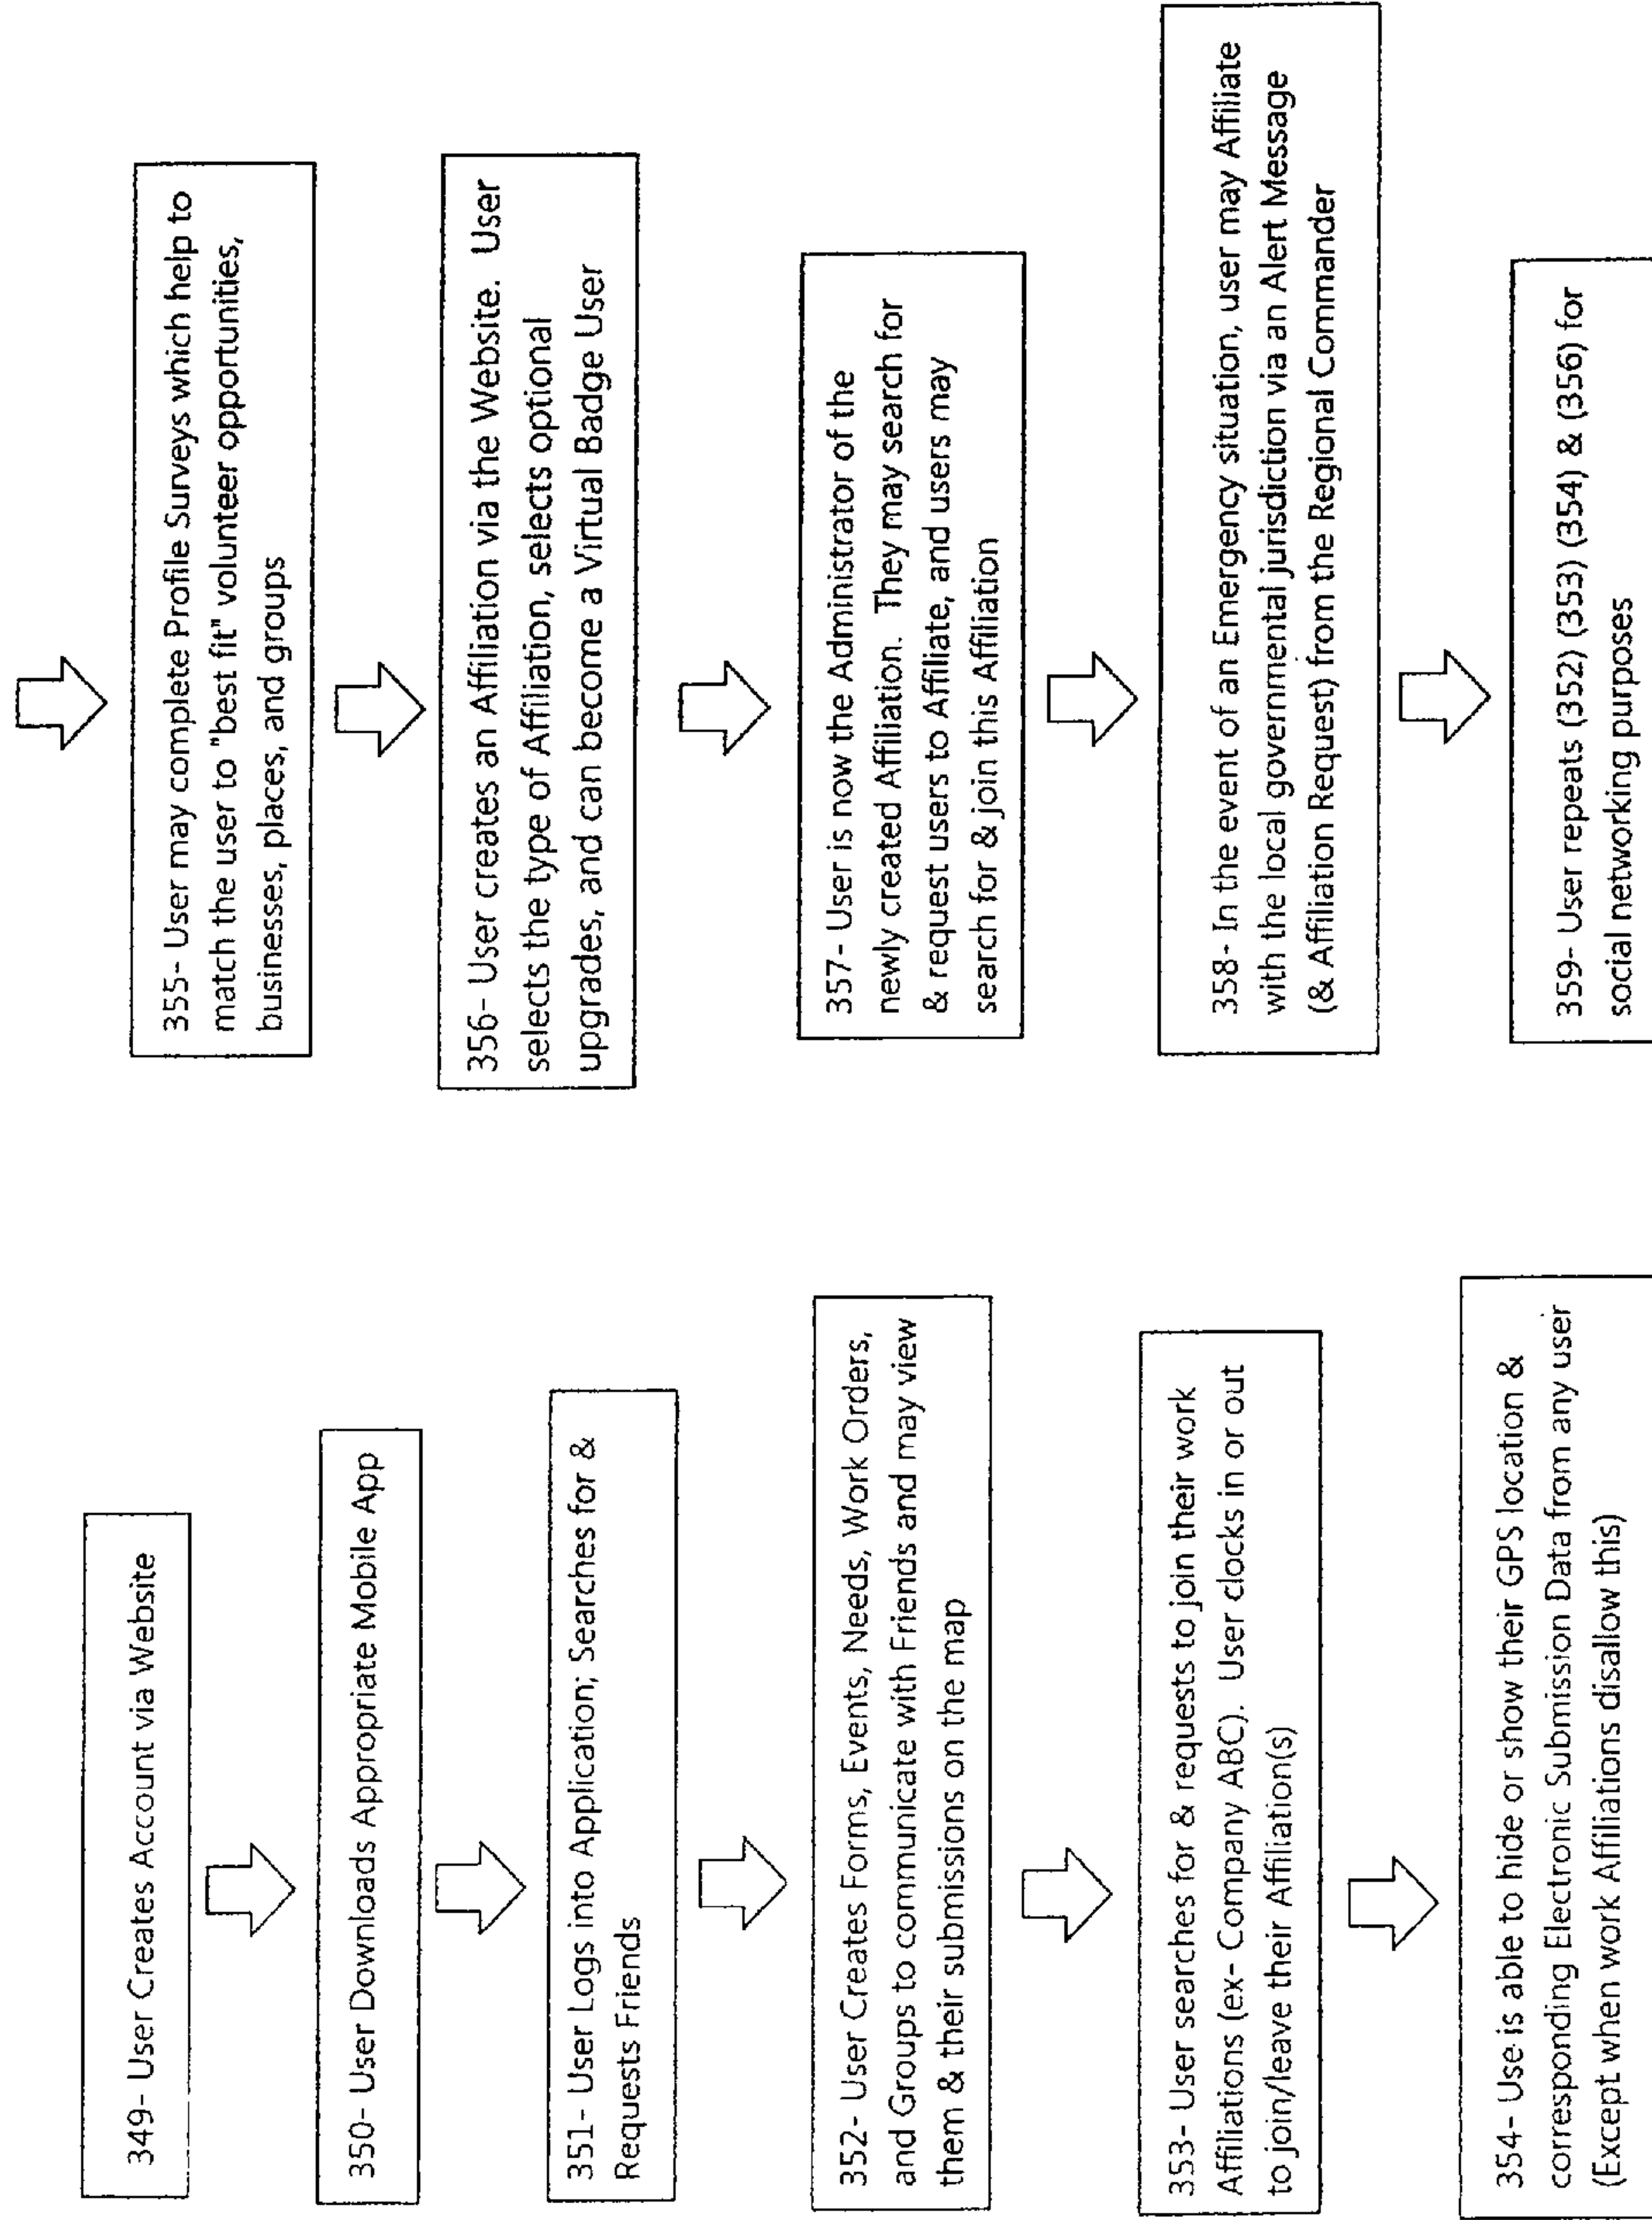 349- User Creates Account via Website
350- User Downloads Appropriate Mobile App
351- User Logs into Application; Searches for &
Requests Friends
352- User Creates Forms, Events, Needs, Work Orders,
and Groups to communicate with Friends and may view
them & their submissions on the map
353- User searches for & requests to join their work
Affiliations (ex- Company ABC). User clocks in or out
to join/leave their Affiliation(s)
354- Use is able to hide or show their GPS location &
corresponding Electronic Submission Data from any user
(Except when work Affiliations disallow this)
355- User may complete Profile Surveys which help to
match the user to "best fit" volunteer opportunities,
businesses, places, and groups
356- User creates an Affiliation via the Website. User
selects the type of Affiliation, selects optional
upgrades, and can become a Virtual Badge User
357- User is now the Administrator of the
newly created Affiliation. They may search for
& request users to Affiliate, and users may
search for & join this Affiliation
358- In the event of an Emergency situation, user may Affiliate
with the local governmental jurisdiction via an Alert Message
(& Affiliation Request) from the Regional Commander
359- User repeats (352) (353) (354) & (356) for
social networking purposes